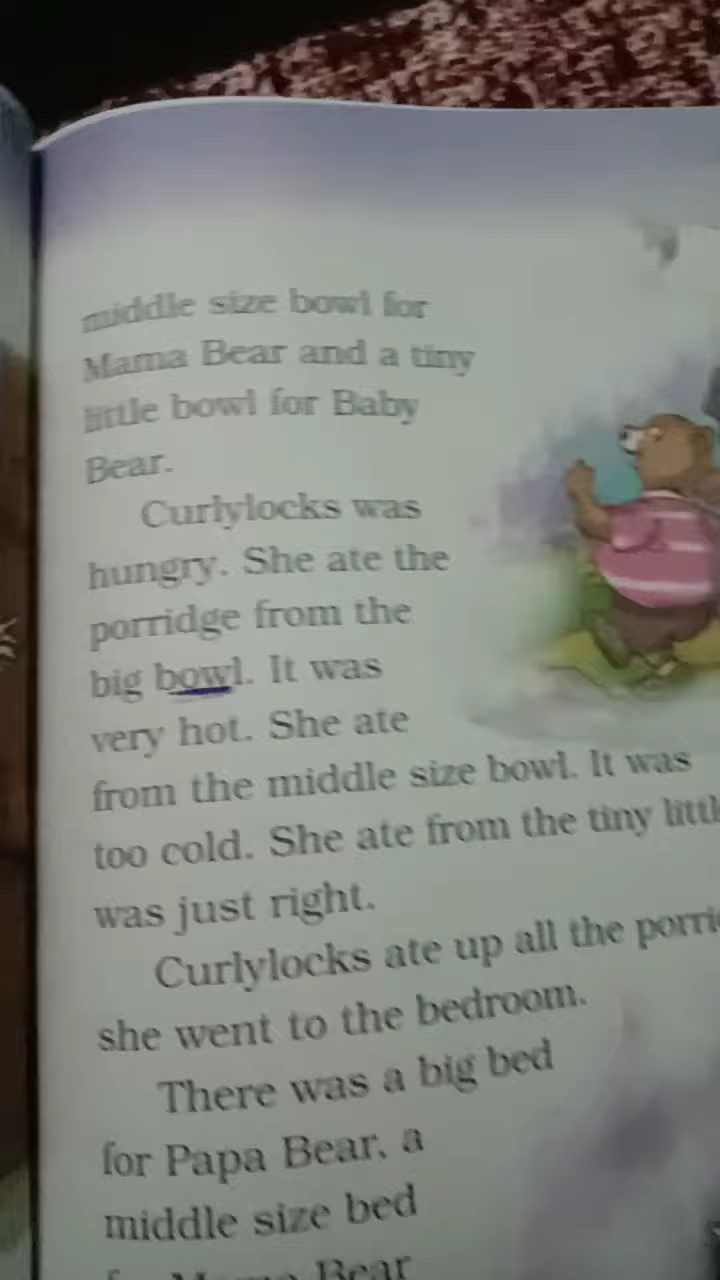 middle size bowl for
Mama Bear and a tiny
little bowl for Baby
Bear.
Curlylocks was
hungry. She ate the
porridge from the
big bowl. It was
very hot. She ate
from the middle size bowl. It was
too cold. She ate from the tiny
was just right.
Curlylocks ate up all the
she went to the bedroom.
There was a big bed
for Papa Bear, a
middle size bed
Bear